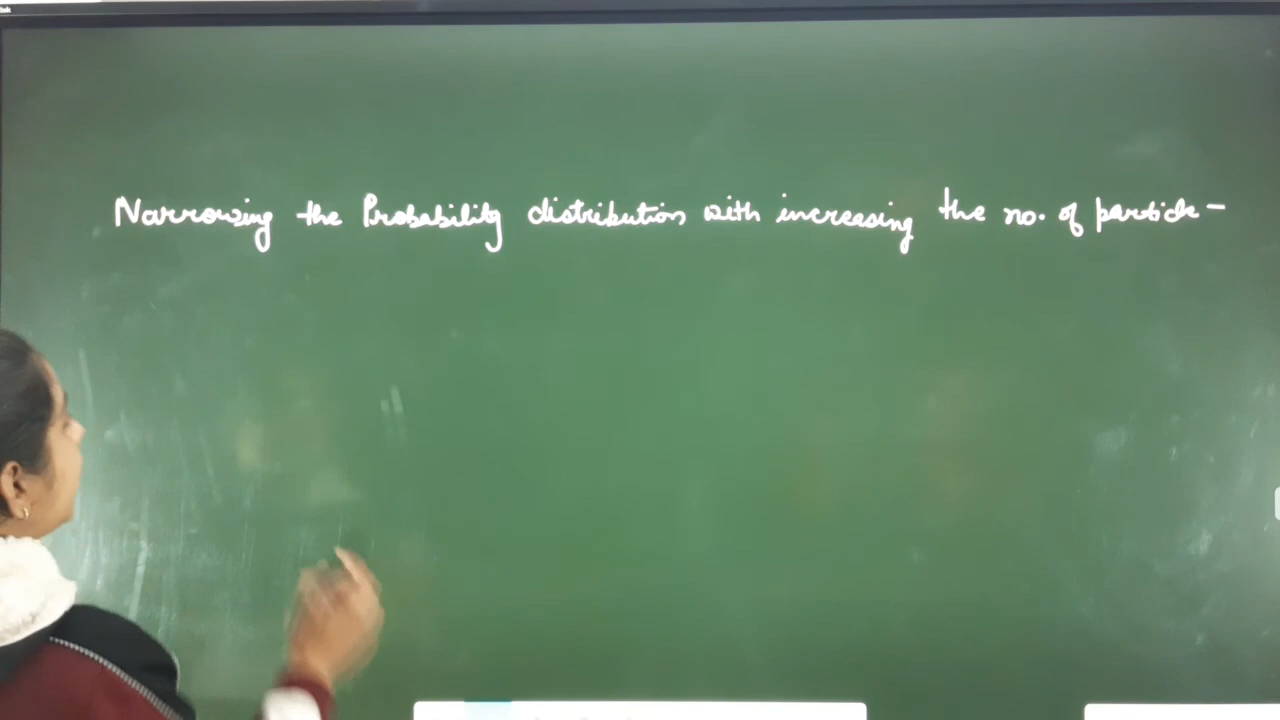 Narrowing the Probability distribution with increasing the no. of particle -